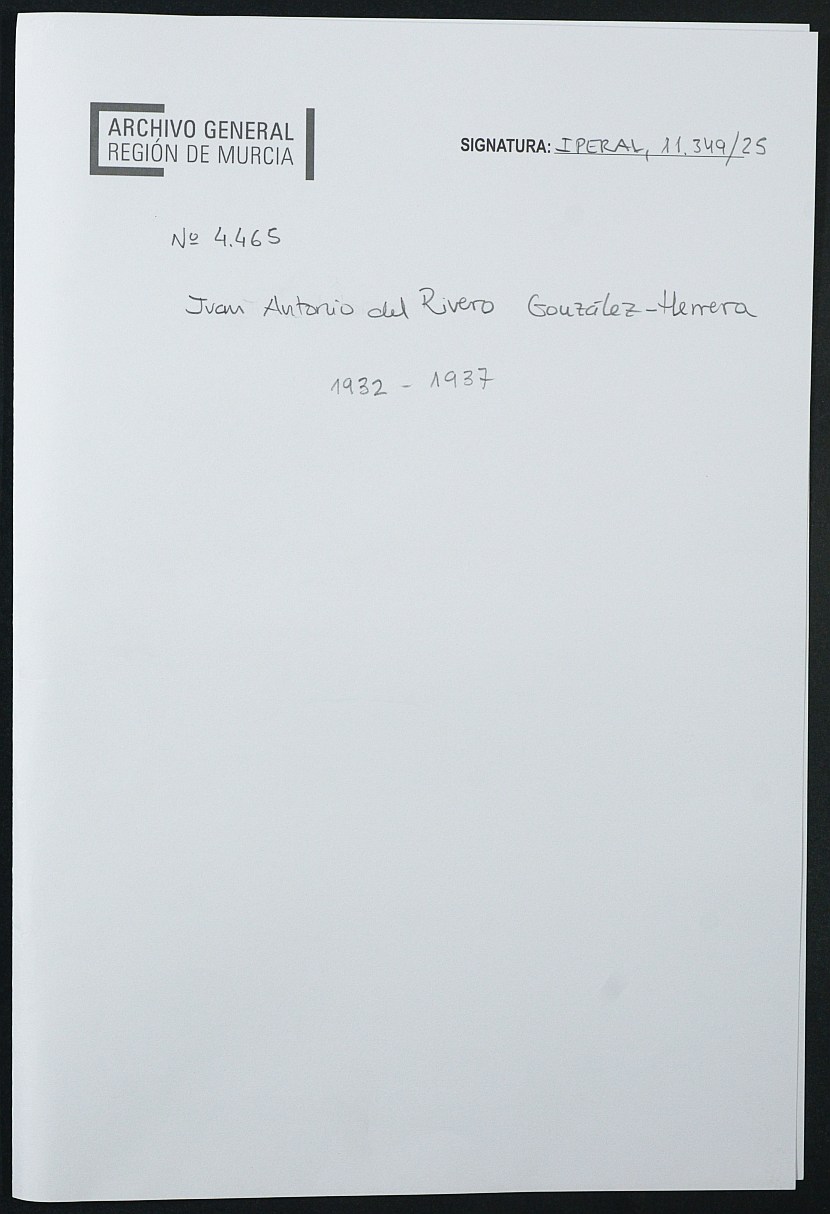 ARCHIVO GENERAL
REGIÓN DE MURCIA
SIGNATURA: IPERAL, 11.349/25
Nº 4.465
Juan Antonio del Rivero González-Herrera
1932 - 1937